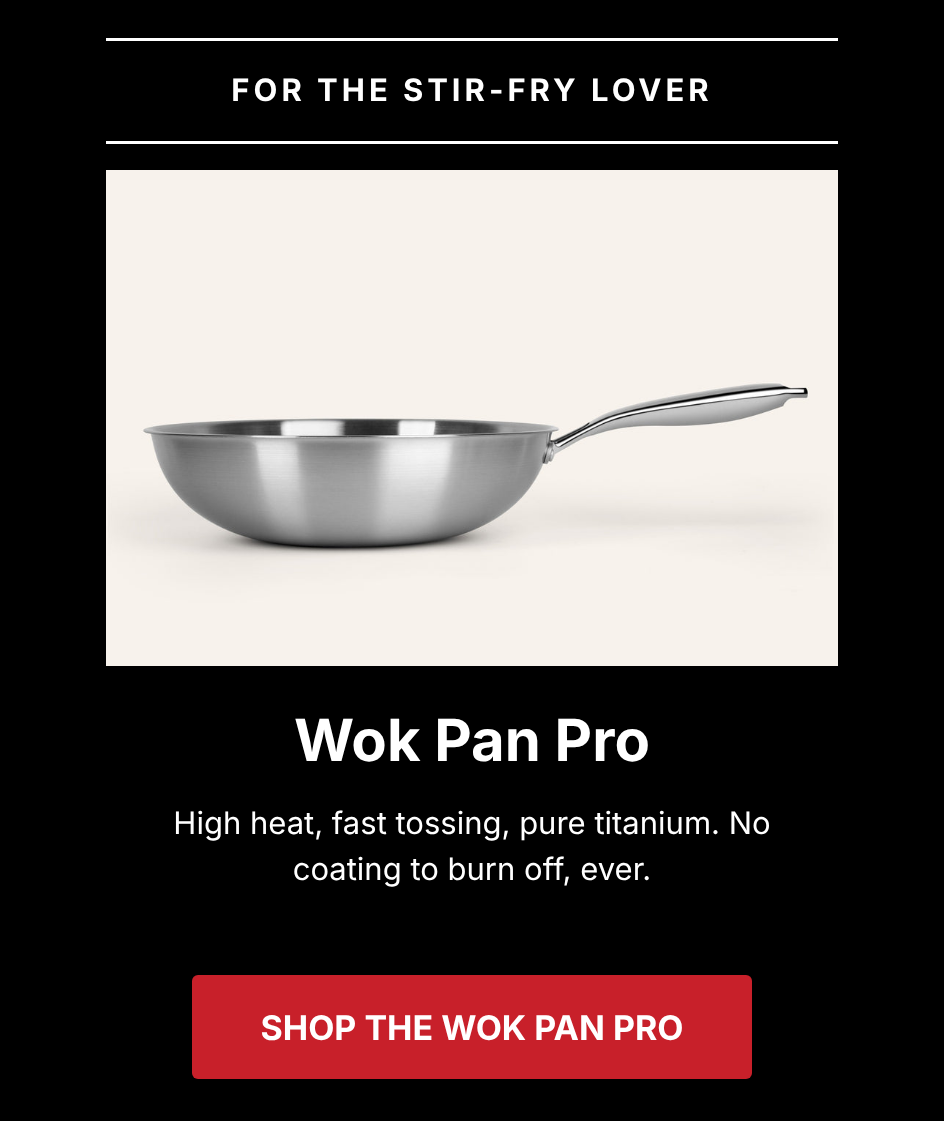 FOR THE STIR-FRY LOVER
Wok Pan Pro
High heat, fast tossing, pure titanium. No
coating to burn off, ever.
SHOP THE WOK PAN PRO